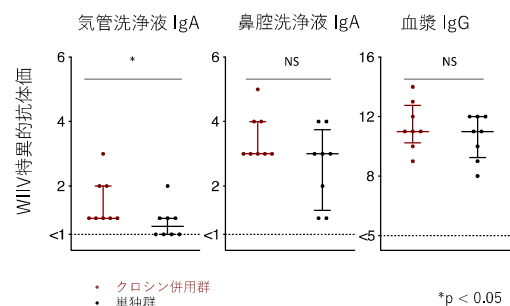 気管洗浄液 IgA
鼻腔洗浄液 IgA
血漿 IgG
WIIV特異的抗体価
6
4
2
<1
*
6
4
2
<1
NS
16
12
8
<5
NS
クロシン併用群
単独群
*p < 0.05